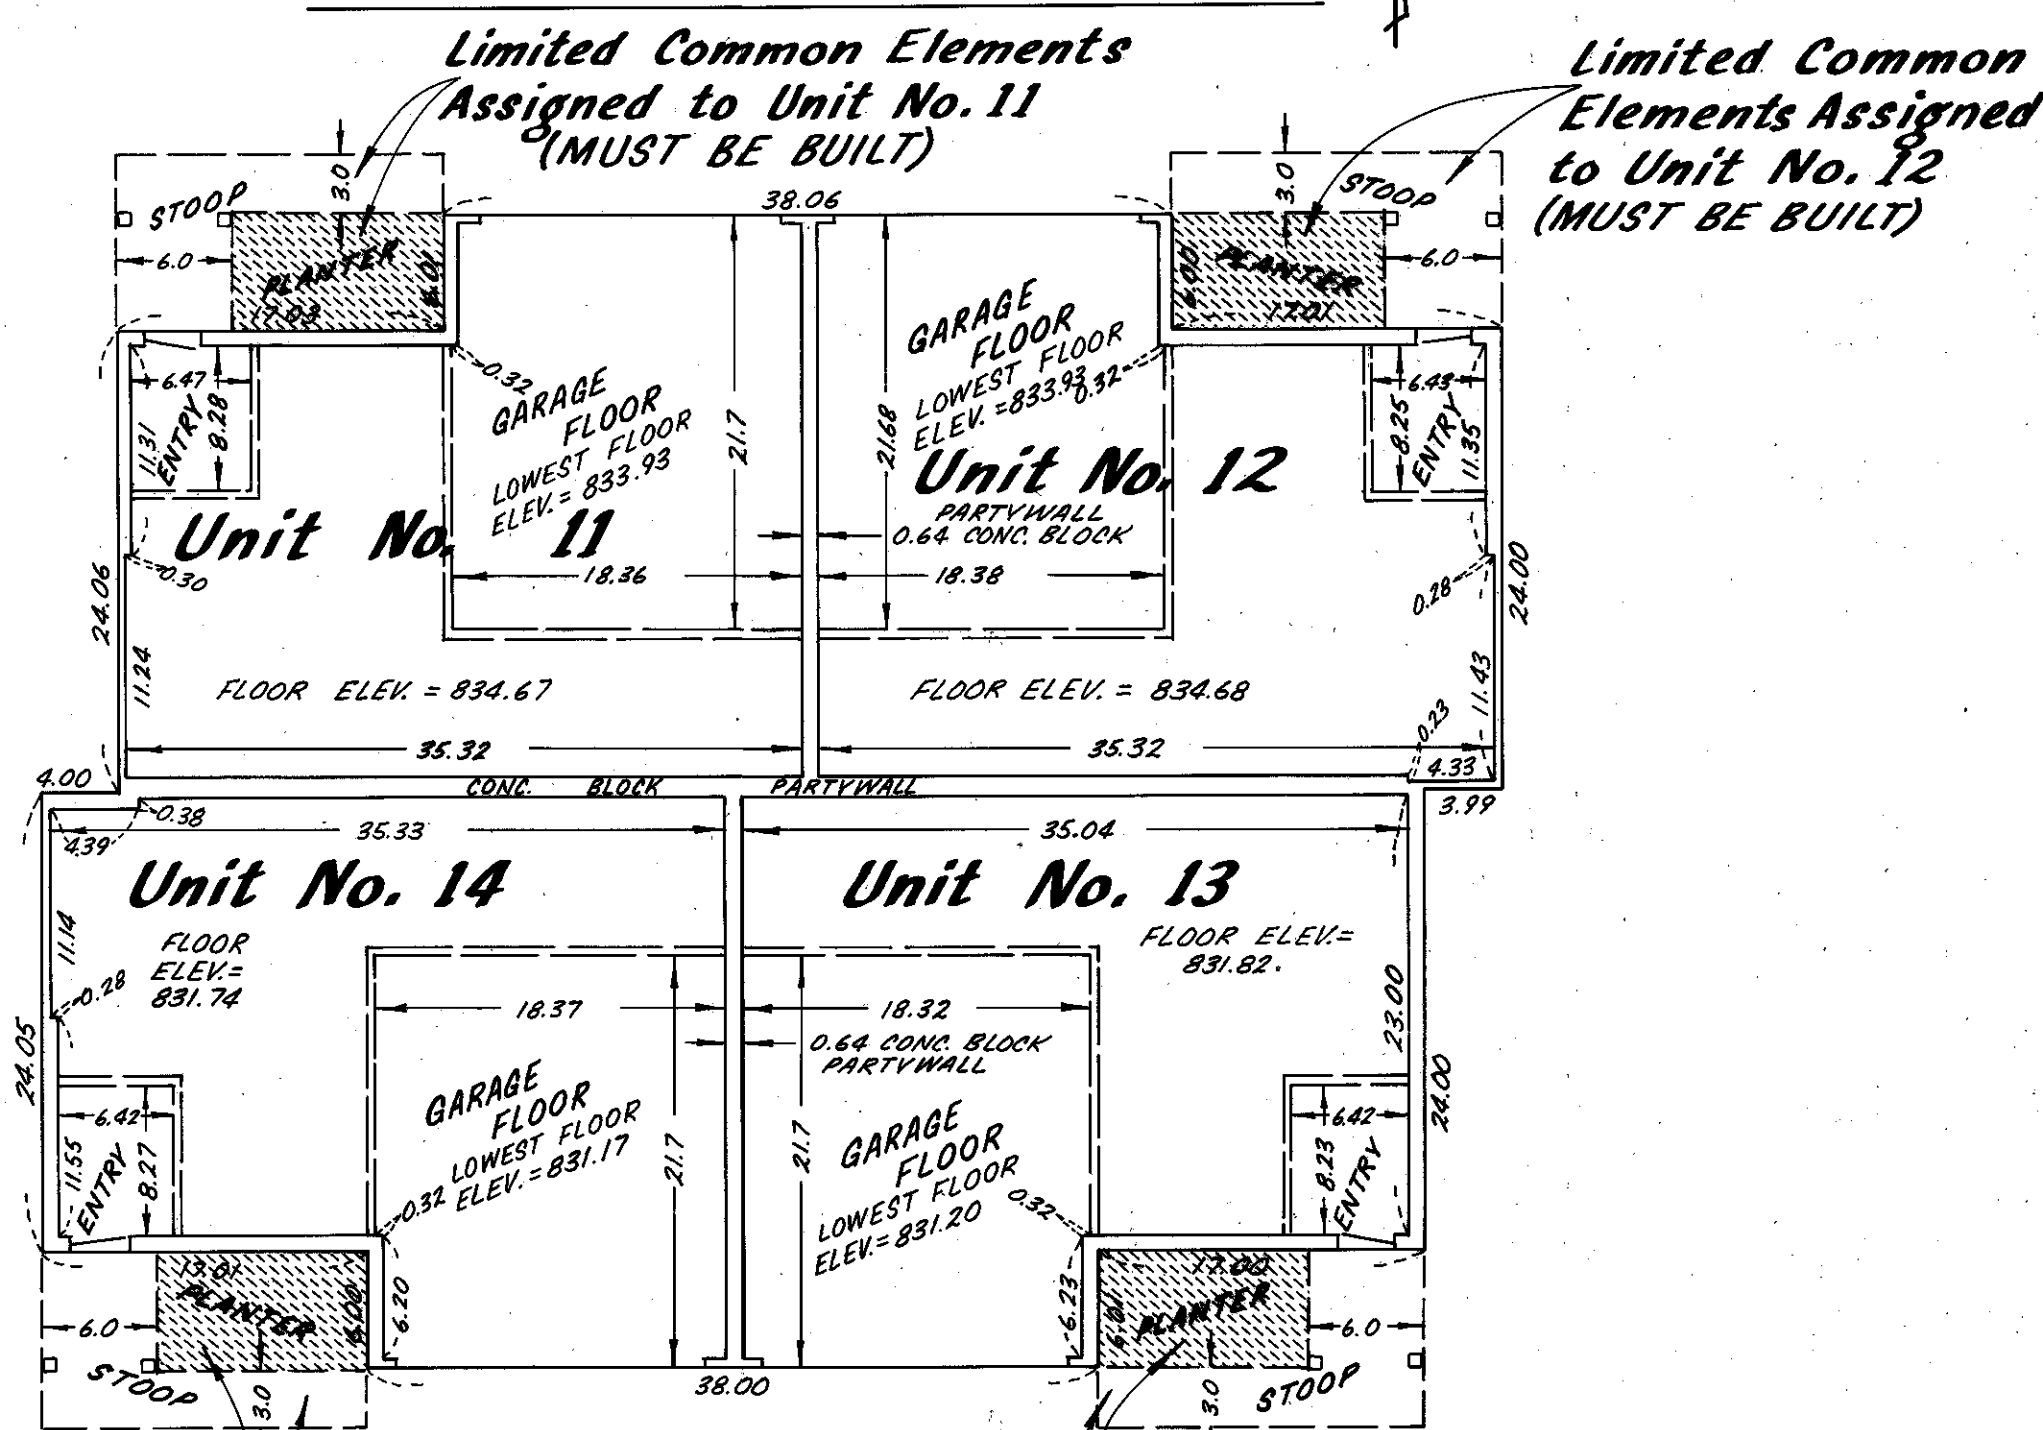 Limited Common Elements
Assigned to Unit No. 11
(MUST BE BUILT)
Limited Common
Elements Assigned
to Unit No. 12
(MUST BE BUILT)
STOOP
3.0
6.0
PLANTER
17.03
6.01
38.06
3.0
STOOP
6.0
PLANTER
6.00
17.01
6.47
8.28
11.31
ENTRY
0.32
GARAGE
FLOOR
LOWEST FLOOR
ELEV. = 833.93
21.7
21.68
GARAGE
FLOOR
LOWEST FLOOR
ELEV. = 833.93
0.32
6.43
8.25
ENTRY
11.35
Unit No. 11
Unit No. 12
PARTYWALL
0.64 CONC. BLOCK
18.36
18.38
0.30
24.06
11.24
0.28
24.00
11.43
0.23
FLOOR ELEV. = 834.67
FLOOR ELEV. = 834.68
35.32
35.32
4.33
4.00
CONC. BLOCK PARTYWALL
3.99
0.38
4.39
35.33
35.04
Unit No. 14
Unit No. 13
11.14
FLOOR
ELEV.=
831.74
0.28
FLOOR ELEV.=
831.82.
23.00
24.05
18.37
18.32
0.64 CONC. BLOCK
PARTYWALL
24.00
6.42
8.27
11.55
ENTRY
GARAGE
FLOOR
LOWEST FLOOR
ELEV. = 831.17
0.32
21.7
21.7
GARAGE
FLOOR
LOWEST FLOOR
ELEV. = 831.20
0.32
6.42
8.23
ENTRY
17.01
PLANTER
6.00
6.20
6.0
STOOP
3.0
38.00
6.23
6.01
17.00
PLANTER
6.0
3.0
STOOP